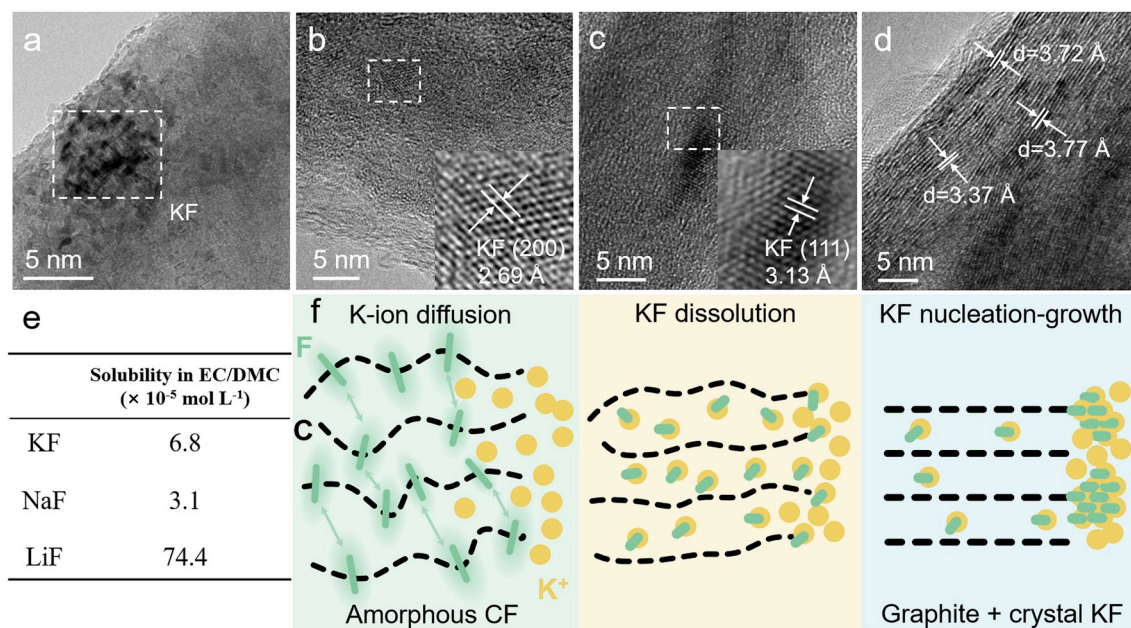 a
KF
5 nm
b
KF (200)
2.69 Å
5 nm
c
KF (111)
3.13 Å
5 nm
d
d=3.72 Å
d=3.77 Å
d=3.37 Å
5 nm
e
Solubility in EC/DMC
(× 10⁻⁵ mol L⁻¹)
KF 6.8
NaF 3.1
LiF 74.4
f
K-ion diffusion
F
C
K⁺
Amorphous CF
KF dissolution
KF nucleation-growth
Graphite + crystal KF